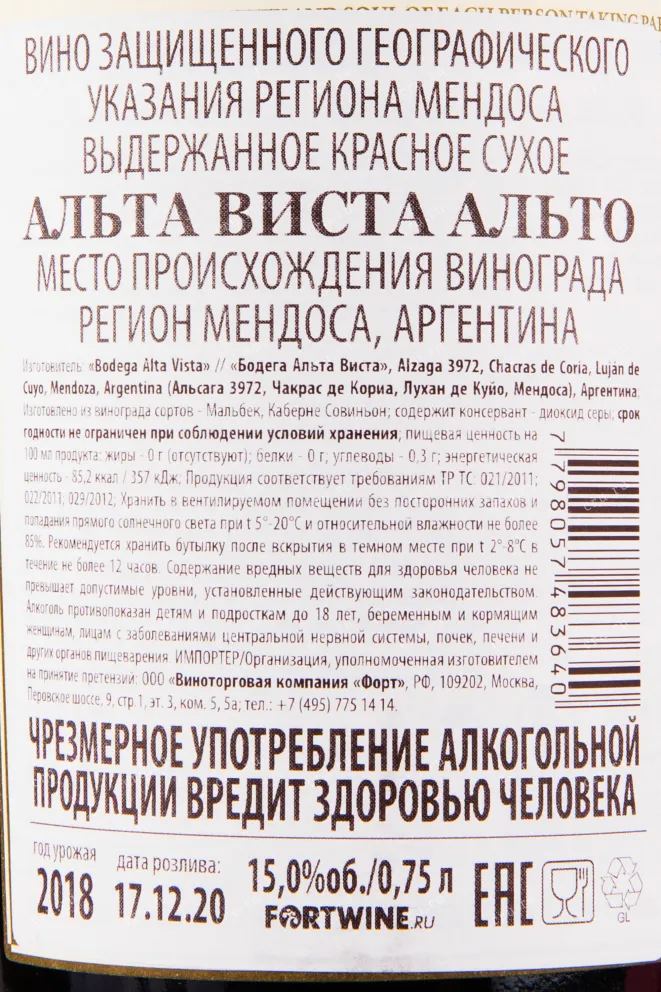 SOUL OF EACH PERSON TAKING PAR
ВИНО ЗАЩИЩЕННОГО ГЕОГРАФИЧЕСКОГО
УКАЗАНИЯ РЕГИОНА МЕНДОСА
ВЫДЕРЖАННОЕ КРАСНОЕ СУХОЕ
АЛЬТА ВИСТА АЛЬТО
МЕСТО ПРОИСХОЖДЕНИЯ ВИНОГРАДА
РЕГИОН МЕНДОСА, АРГЕНТИНА
Изготовитель: «Bodega Alta Vista» // «Бодега Альта Виста», Alzaga 3972, Chacras de Coria, Luján de
Cuyo, Mendoza, Argentina (Альсага 3972, Чакрас де Кориа, Лухан де Куйо, Мендоса), Аргентина;
Изготовлено из винограда сортов - Мальбек, Каберне Совиньон; содержит консервант - диоксид серы; срок
годности не ограничен при соблюдении условий хранения; пищевая ценность на
100 мл продукта: жиры - 0 г (отсутствуют); белки - 0 г; углеводы - 0,3 г; энергетическая
ценность - 85,2 ккал / 357 кДж; Продукция соответствует требованиям ТР ТС: 021/2011;
022/2011; 029/2012; Хранить в вентилируемом помещении без посторонних запахов и
попадания прямого солнечного света при t 5°-20°C и относительной влажности не более
85%. Рекомендуется хранить бутылку после вскрытия в темном месте при t 2°-8°C в
течение не более 12 часов. Содержание вредных веществ для здоровья человека не
превышает допустимые уровни, установленные действующим законодательством.
Алкоголь противопоказан детям и подросткам до 18 лет, беременным и кормящим
женщинам, лицам с заболеваниями центральной нервной системы, почек, печени и
других органов пищеварения. ИМПОРТЕР/Организация, уполномоченная изготовителем
на принятие претензий: ООО «Виноторговая компания «Форт», РФ, 109202, Москва,
Перовское шоссе, 9, стр.1, эт. 3, ком. 5, 5а; тел.: +7 (495) 775 14 14.
7 798057 483640
ЧРЕЗМЕРНОЕ УПОТРЕБЛЕНИЕ АЛКОГОЛЬНОЙ
ПРОДУКЦИИ ВРЕДИТ ЗДОРОВЬЮ ЧЕЛОВЕКА
год урожая
2018
дата розлива:
17.12.20
15,0%об./0,75 л
FORTWINE.RU
EAC
GL